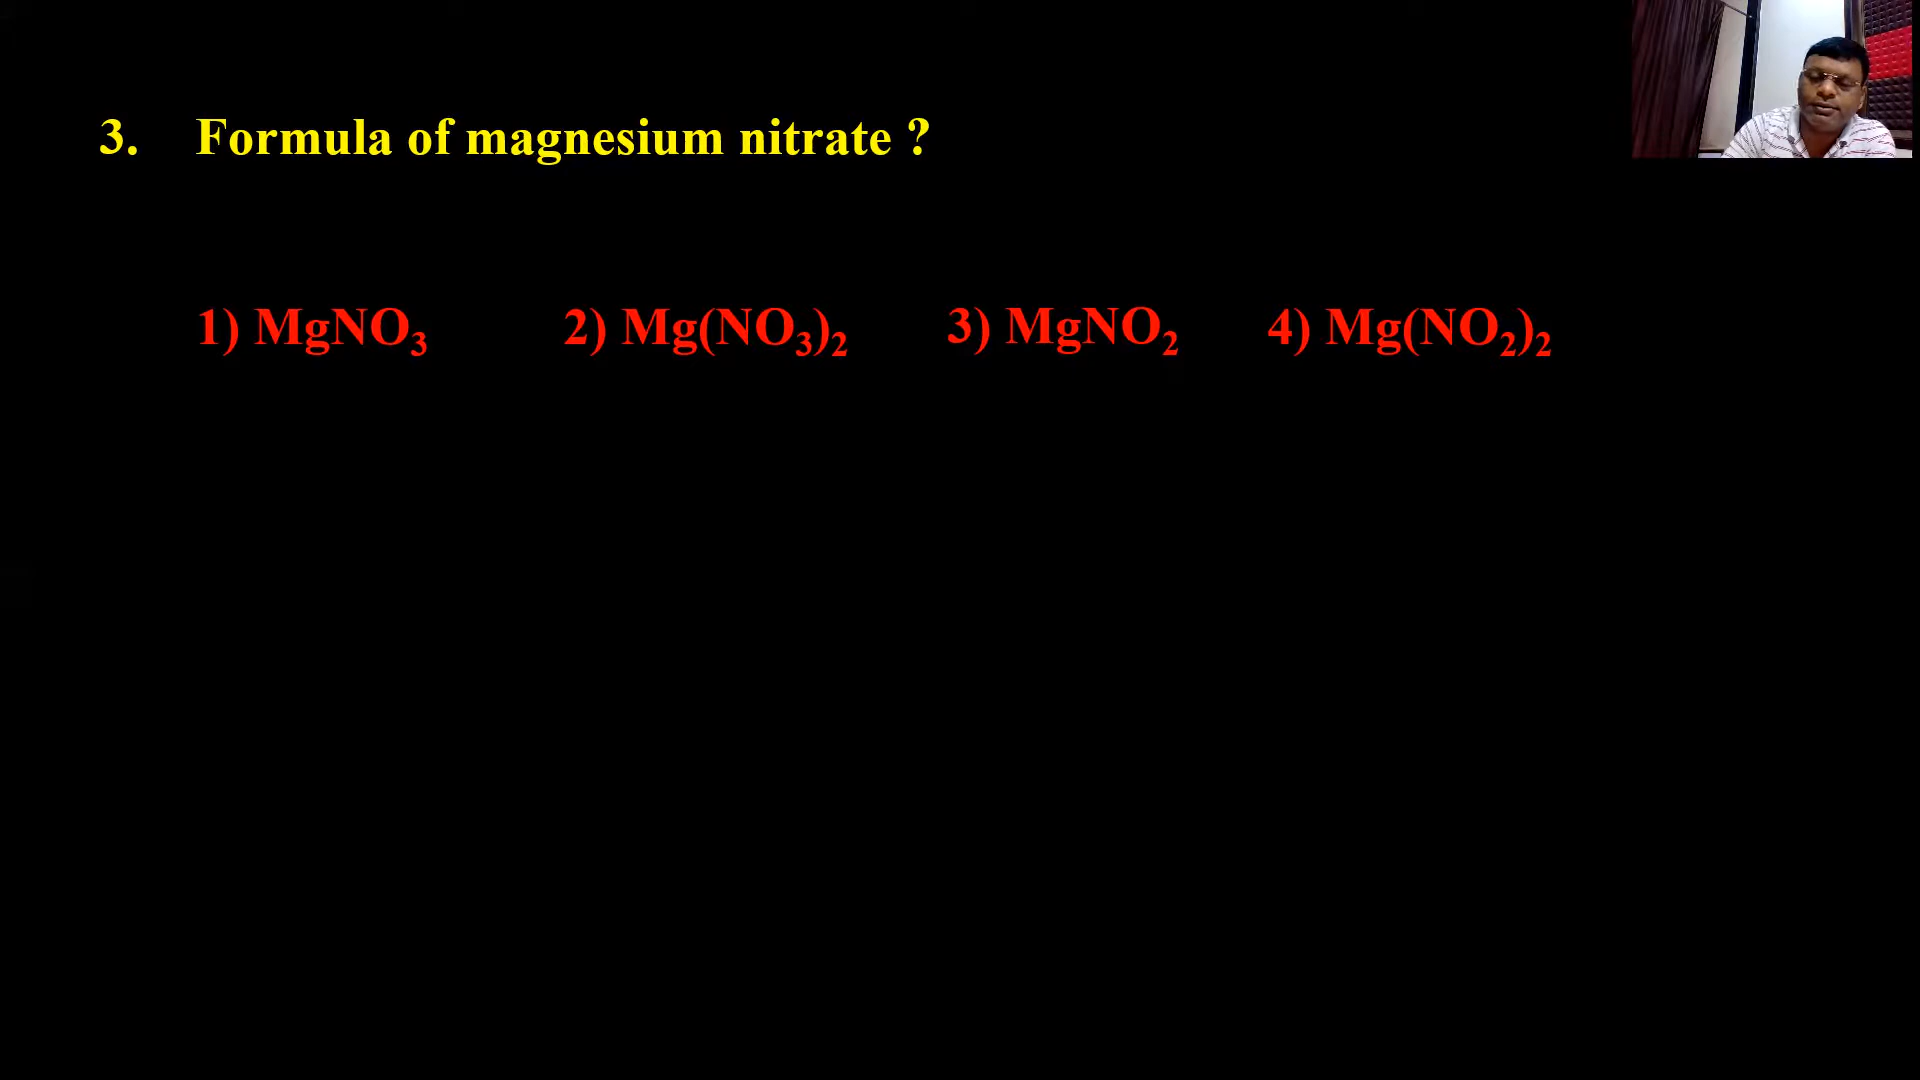 3. Formula of magnesium nitrate ?
1) MgNO₃ 2) Mg(NO₃)₂ 3) MgNO₂ 4) Mg(NO₂)₂